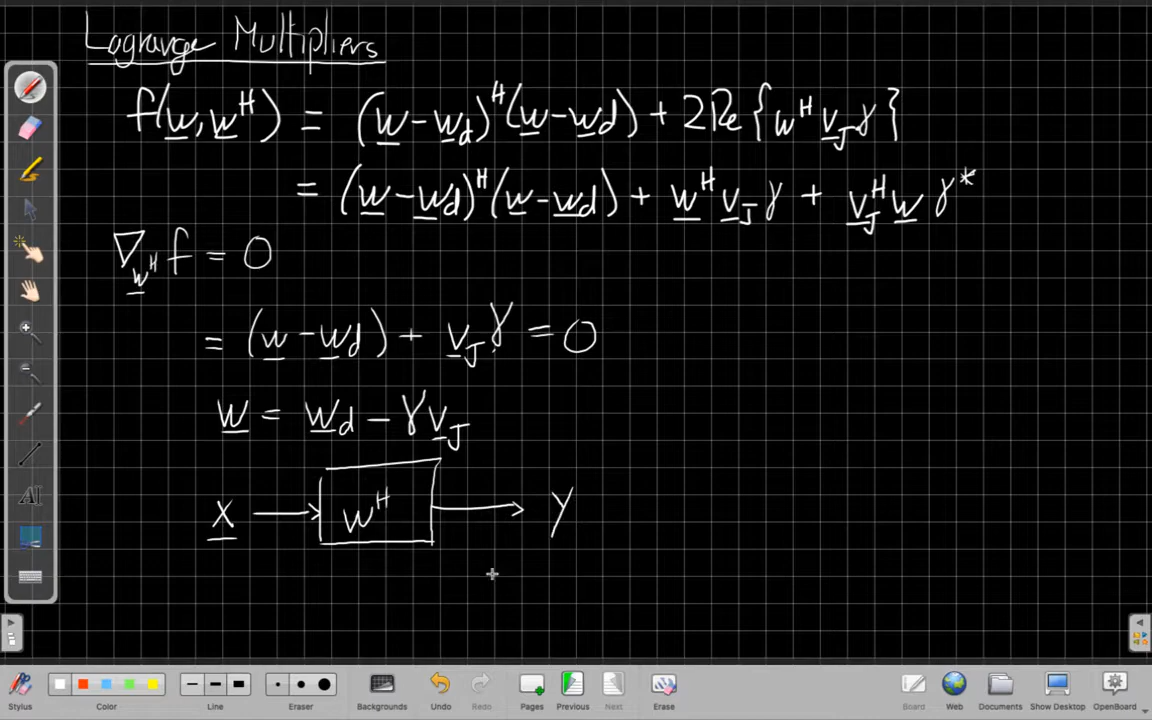 Lagrange Multipliers
f(w, w^H) = (w - w_d)^H (w - w_d) + 2Re {w^H v_J γ}
= (w - w_d)^H (w - w_d) + w^H v_J γ + v_J^H w γ*
∇_w^H f = 0
= (w - w_d) + v_J γ = 0
w = w_d - γ v_J
x → w^H → y
Stylus Color Line Eraser Backgrounds Undo Redo Pages Previous Next Erase Board Web Documents Show Desktop OpenBoard